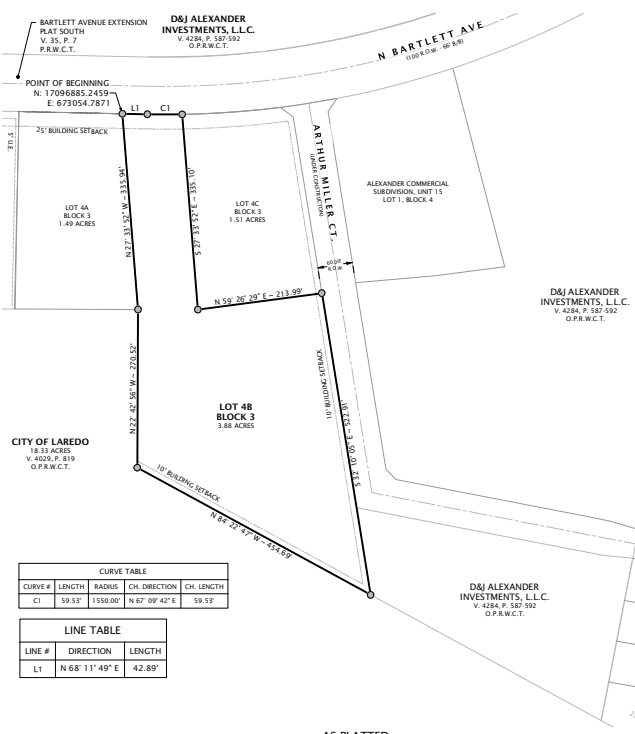 BARTLETT AVENUE EXTENSION
PLAT SOUTH
V. 35, P. 7
P.R.W.C.T.
D&J ALEXANDER
INVESTMENTS, L.L.C.
V. 4284, P. 587-592
O.P.R.W.C.T.
N BARTLETT AVE
(100' R.O.W. - 66' B/B)
POINT OF BEGINNING
N: 17096885.2459
E: 673054.7871
L1
C1
5' U.E.
25' BUILDING SETBACK
LOT 4A
BLOCK 3
1.49 ACRES
N 27° 33' 52" W ~ 335.94'
S 27° 33' 52" E ~ 335.10'
LOT 4C
BLOCK 3
1.51 ACRES
ARTHUR MILLER CT.
(UNDER CONSTRUCTION)
ALEXANDER COMMERCIAL
SUBDIVISION, UNIT 15
LOT 1, BLOCK 4
60.00'
R.O.W.
N 59° 26' 29" E ~ 213.99'
D&J ALEXANDER
INVESTMENTS, L.L.C.
V. 4284, P. 587-592
O.P.R.W.C.T.
N 22° 42' 56" W ~ 270.52'
10' BUILDING SETBACK
S 32° 10' 05" E ~ 522.91'
LOT 4B
BLOCK 3
3.88 ACRES
CITY OF LAREDO
18.33 ACRES
V. 4029, P. 819
O.P.R.W.C.T.
10' BUILDING SETBACK
N 84° 22' 47" W ~ 454.69'
CURVE TABLE
CURVE # LENGTH RADIUS CH. DIRECTION CH. LENGTH
C1 59.53' 1550.00' N 67° 09' 42" E 59.53'
D&J ALEXANDER
INVESTMENTS, L.L.C.
V. 4284, P. 587-592
O.P.R.W.C.T.
LINE TABLE
LINE # DIRECTION LENGTH
L1 N 68° 11' 49" E 42.89'
AS PLATTED